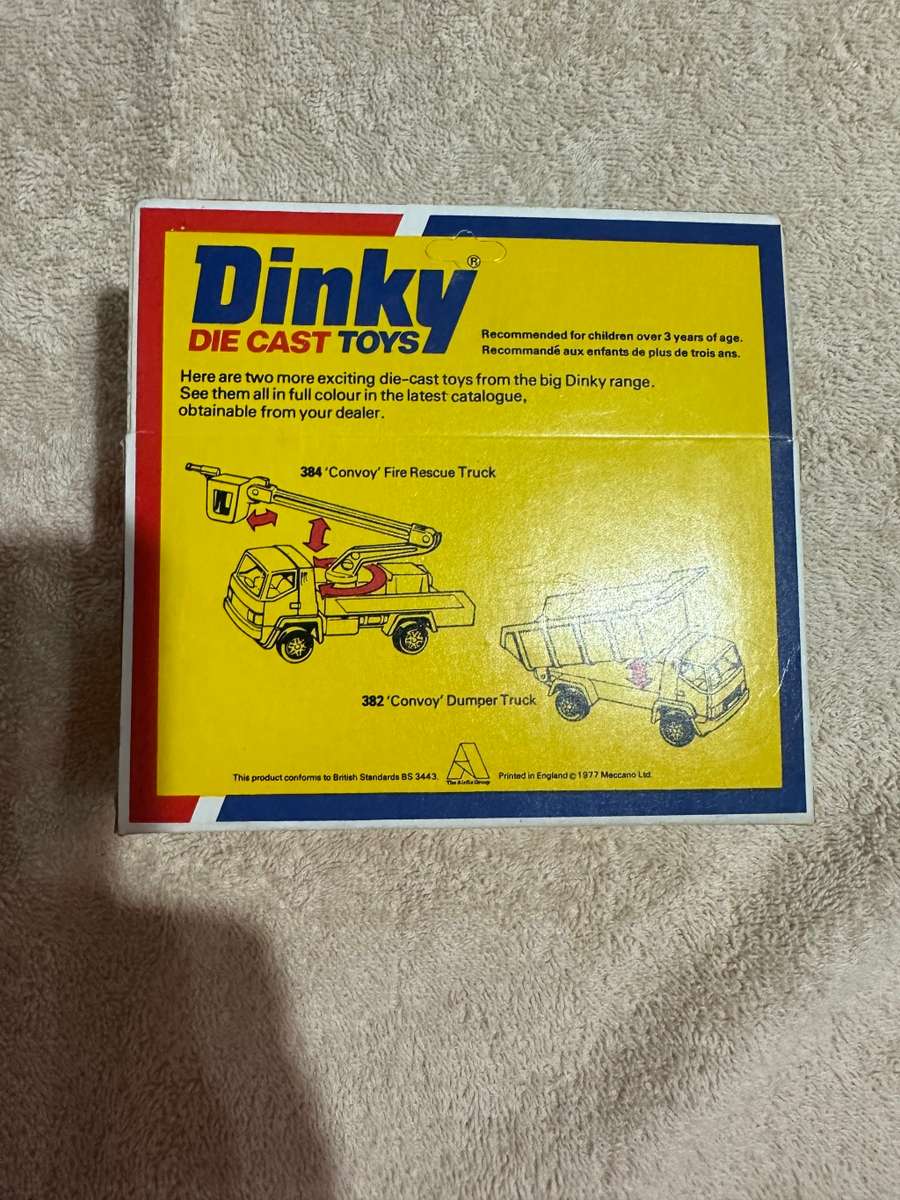 Dinky®
DIE CAST TOYS
Recommended for children over 3 years of age.
Recommandé aux enfants de plus de trois ans.
Here are two more exciting die-cast toys from the big Dinky range.
See them all in full colour in the latest catalogue,
obtainable from your dealer.
384 'Convoy' Fire Rescue Truck
382 'Convoy' Dumper Truck
This product conforms to British Standards BS 3443.
The Airfix Group
Printed in England © 1977 Meccano Ltd.